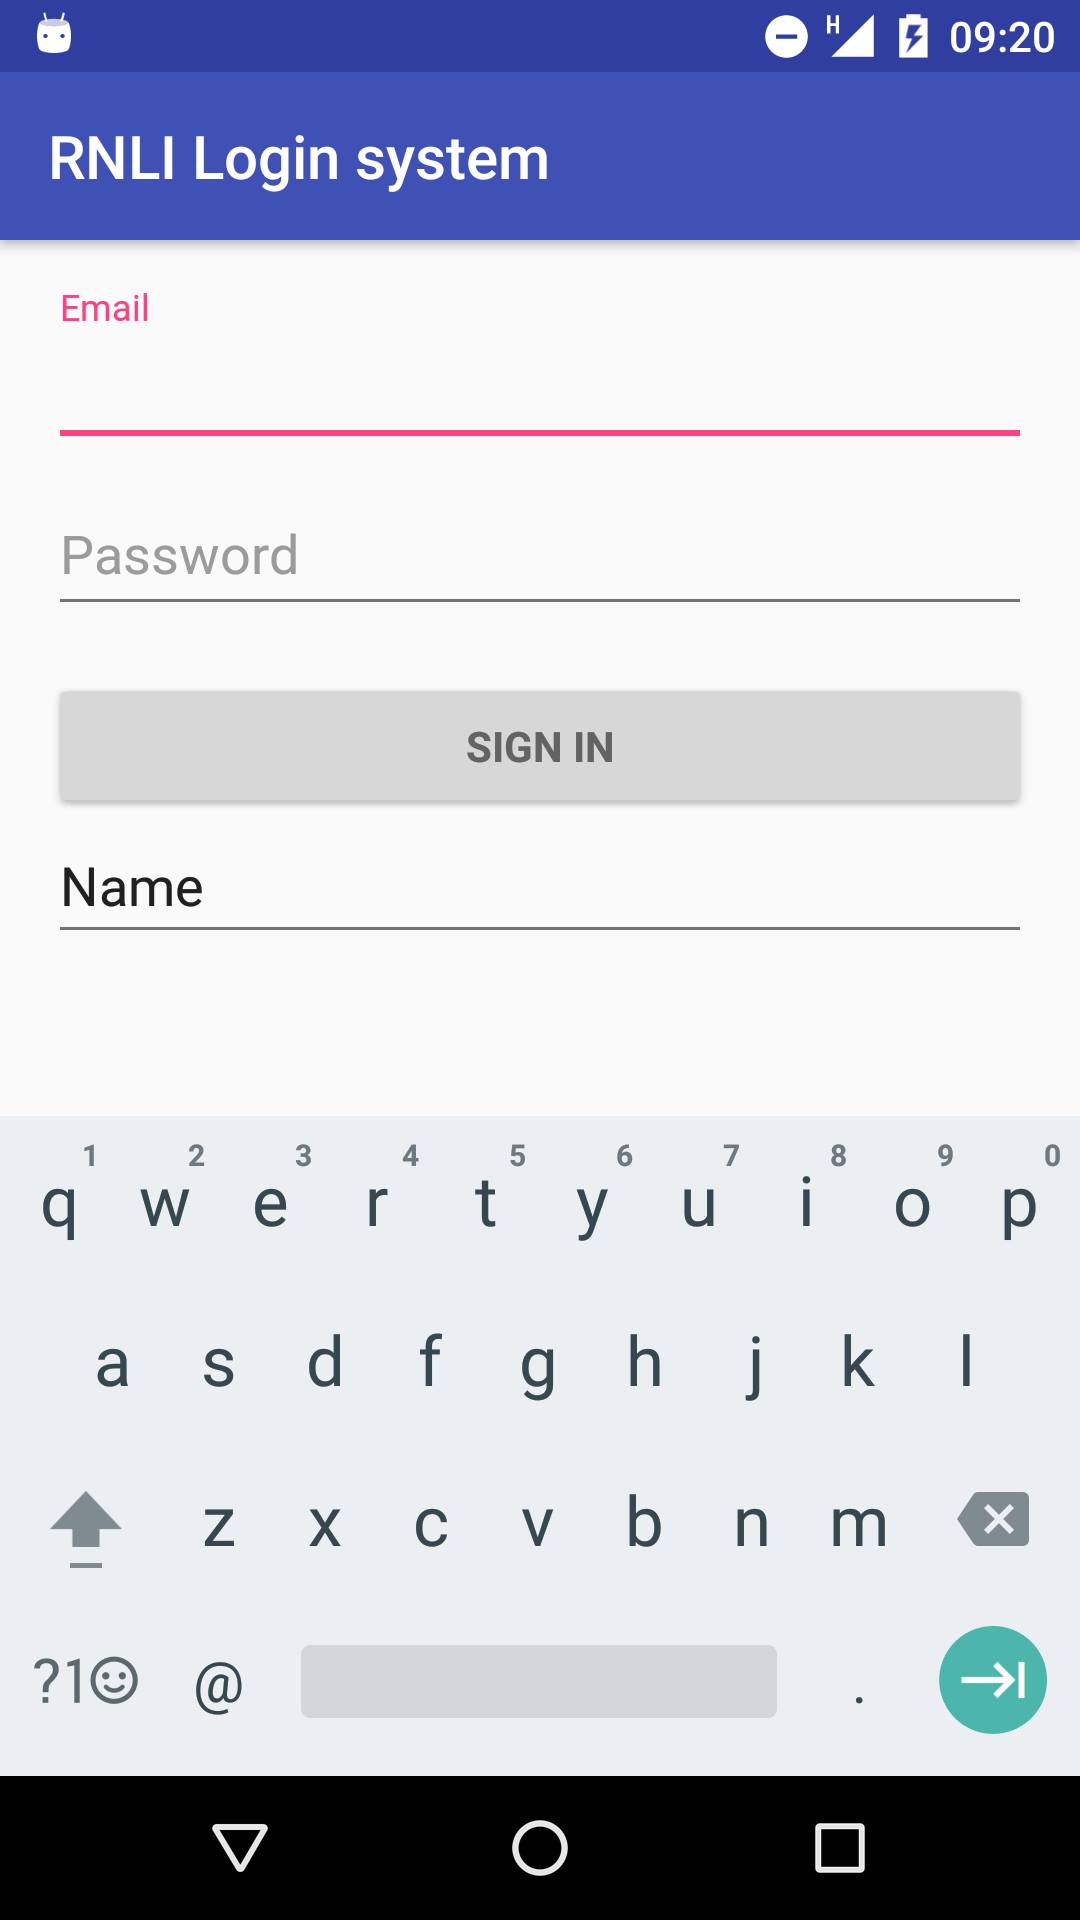 H 09:20
RNLI Login system
Email
Password
SIGN IN
Name
1 2 3 4 5 6 7 8 9 0
q w e r t y u i o p
a s d f g h j k l
z x c v b n m
?1☺ @ .